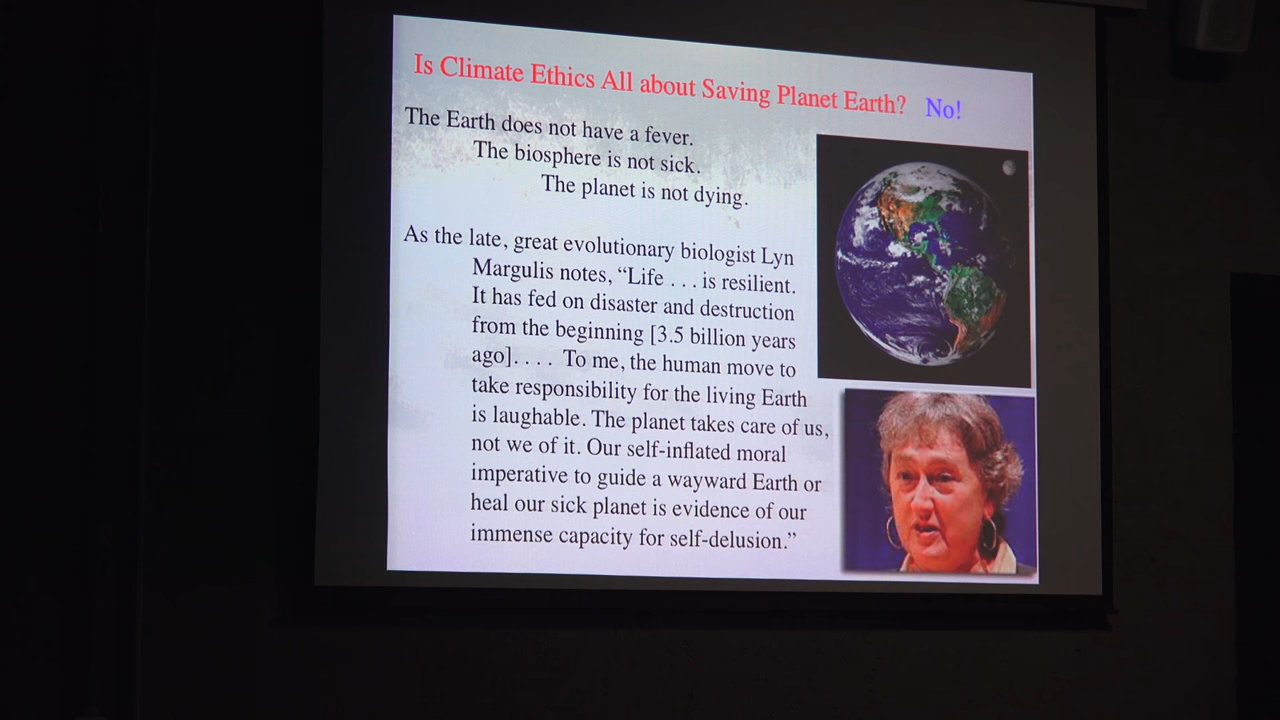 Is Climate Ethics All about Saving Planet Earth? No!
The Earth does not have a fever.
The biosphere is not sick.
The planet is not dying.
As the late, great evolutionary biologist Lyn
Margulis notes, “Life . . . is resilient.
It has fed on disaster and destruction
from the beginning [3.5 billion years
ago]. . . . To me, the human move to
take responsibility for the living Earth
is laughable. The planet takes care of us,
not we of it. Our self-inflated moral
imperative to guide a wayward Earth or
heal our sick planet is evidence of our
immense capacity for self-delusion.”